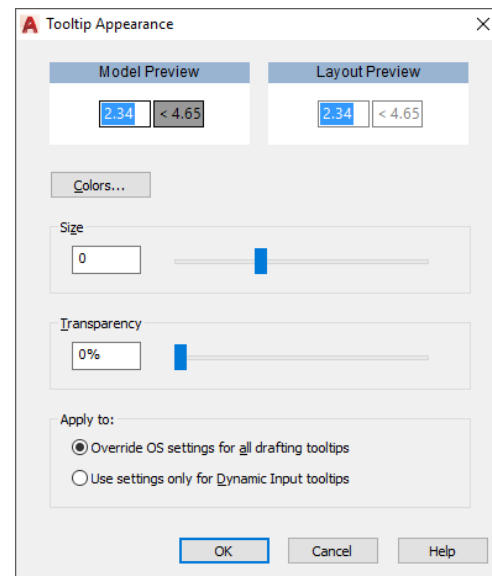 Tooltip Appearance
Model Preview
Layout Preview
2.34 < 4.65
2.34 < 4.65
Colors...
Size
0
Transparency
0%
Apply to:
Override OS settings for all drafting tooltips
Use settings only for Dynamic Input tooltips
OK Cancel Help